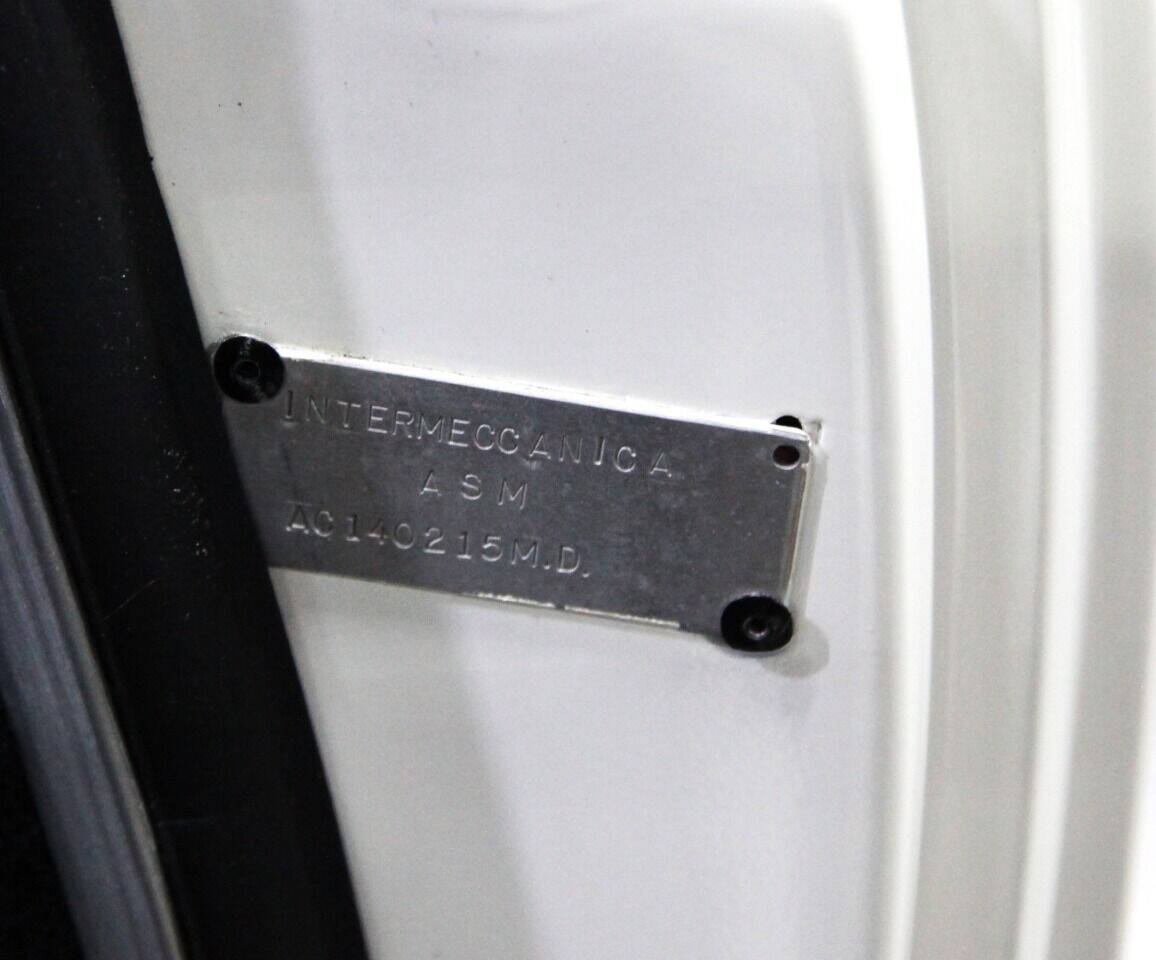 INTERMECCANICA
ASM
AC140215M.D.